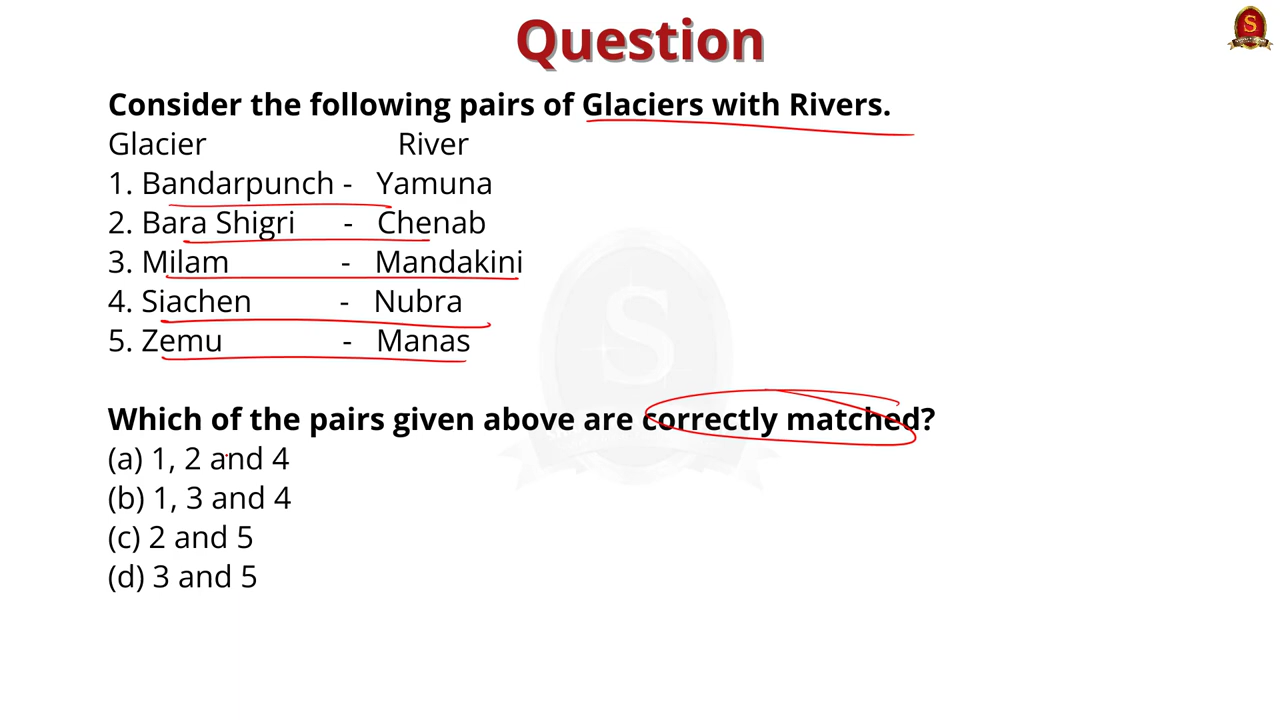 Question
Consider the following pairs of Glaciers with Rivers.
Glacier River
1. Bandarpunch - Yamuna
2. Bara Shigri - Chenab
3. Milam - Mandakini
4. Siachen - Nubra
5. Zemu - Manas
Which of the pairs given above are correctly matched?
(a) 1, 2 and 4
(b) 1, 3 and 4
(c) 2 and 5
(d) 3 and 5